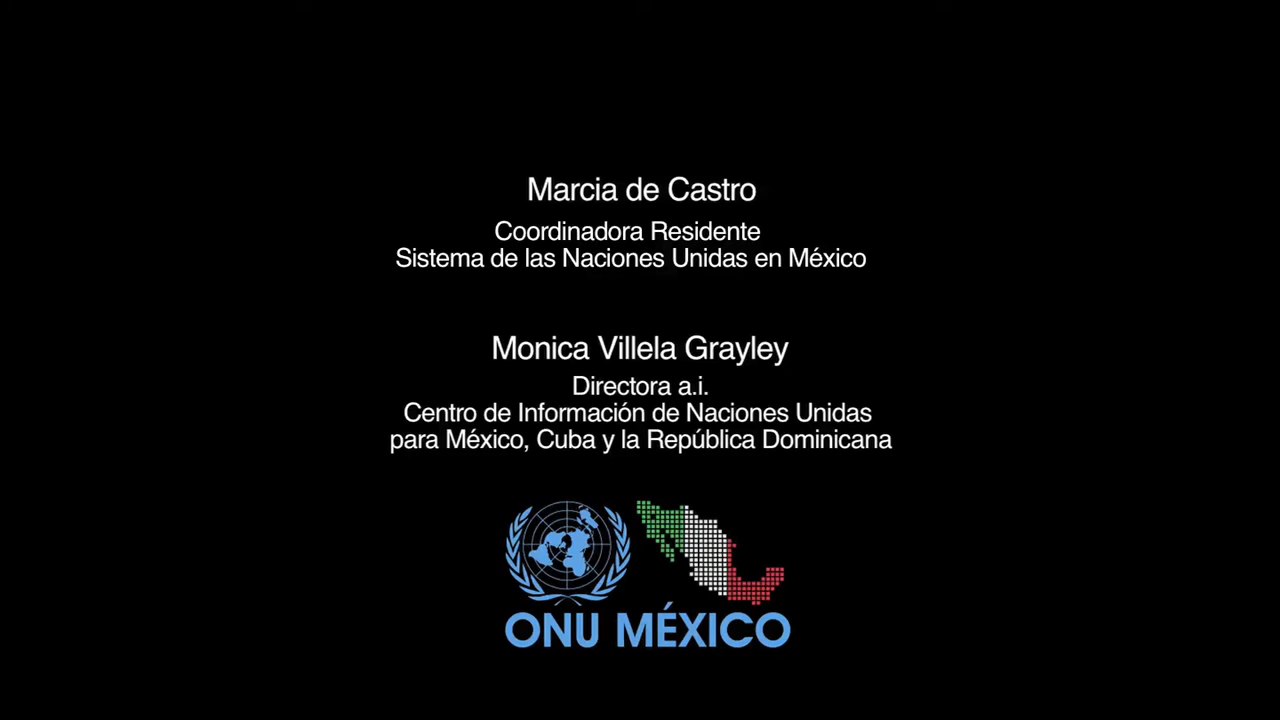 Marcia de Castro
Coordinadora Residente
Sistema de las Naciones Unidas en México
Monica Villela Grayley
Directora a.i.
Centro de Información de Naciones Unidas
para México, Cuba y la República Dominicana
ONU MÉXICO